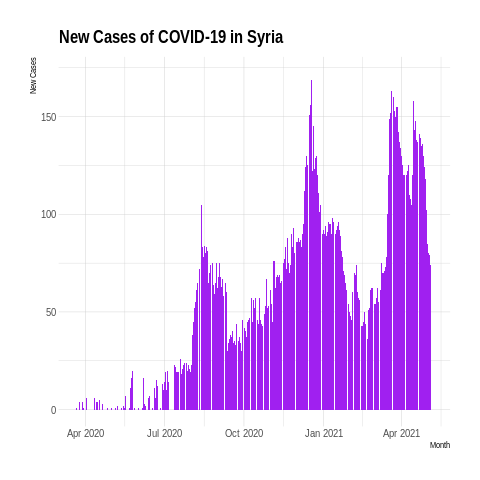 New Cases of COVID-19 in Syria
New Cases
150
100
50
0
Apr 2020 Jul 2020 Oct 2020 Jan 2021 Apr 2021
Month